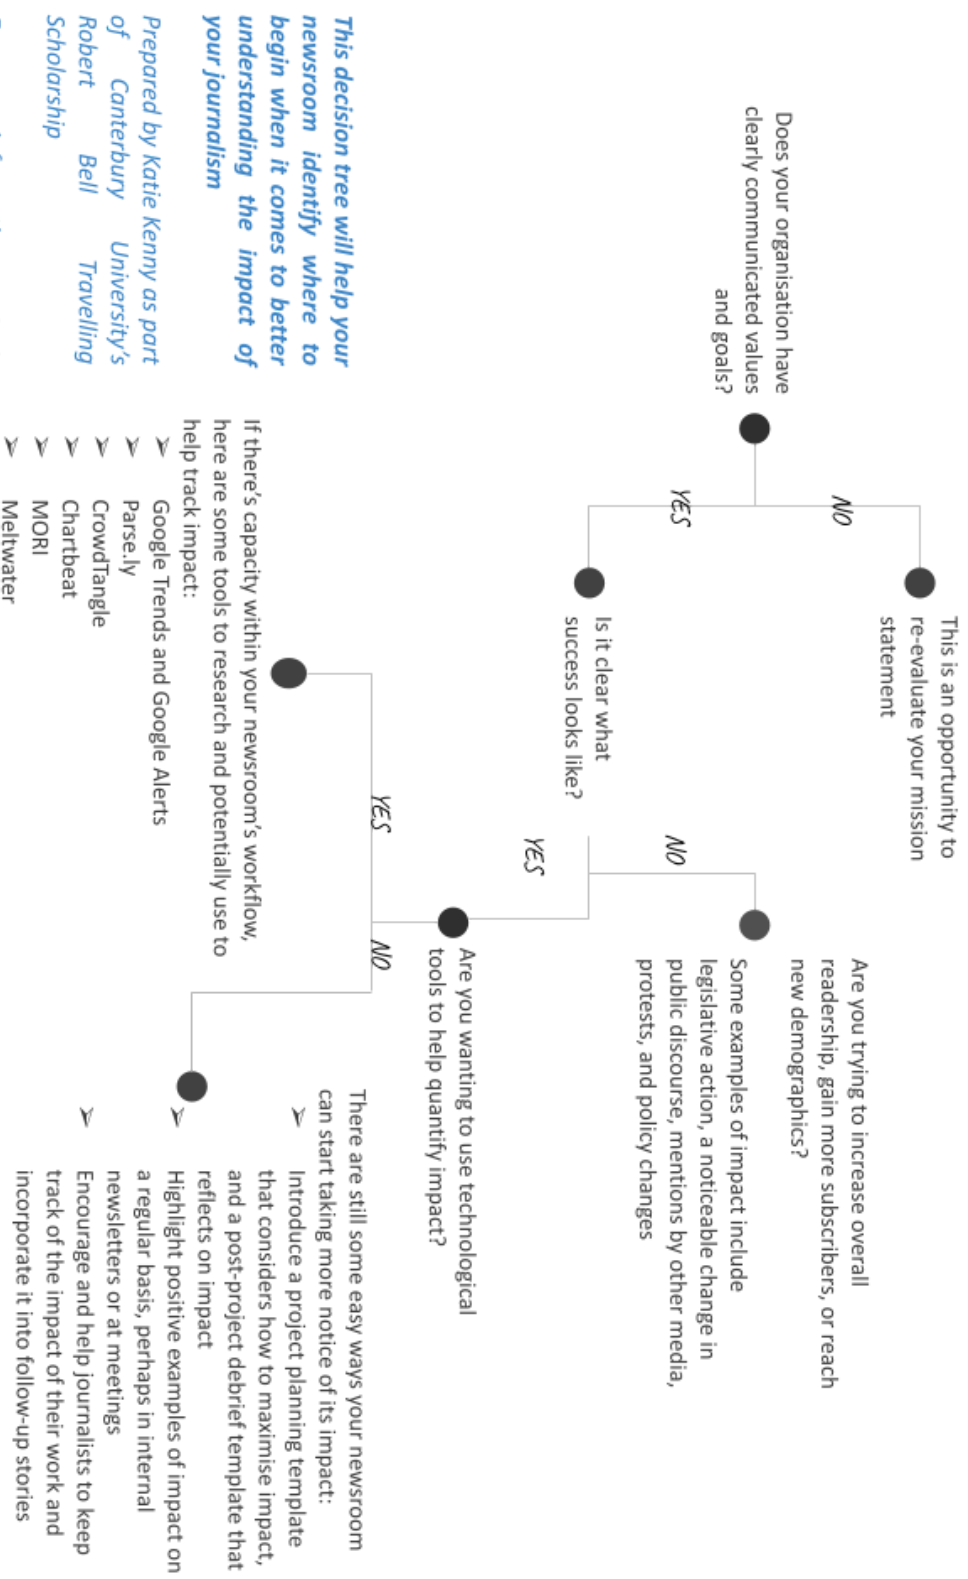 This is an opportunity to
re-evaluate your mission
statement
NO
Does your organisation have
clearly communicated values
and goals?
YES
Is it clear what
success looks like?
NO
Are you trying to increase overall
readership, gain more subscribers, or reach
new demographics?
Some examples of impact include
legislative action, a noticeable change in
public discourse, mentions by other media,
protests, and policy changes
YES
Are you wanting to use technological
tools to help quantify impact?
YES
NO
This decision tree will help your
newsroom identify where to
begin when it comes to better
understanding the impact of
your journalism
Prepared by Katie Kenny as part
of Canterbury University's
Robert Bell Travelling
Scholarship
If there's capacity within your newsroom's workflow,
here are some tools to research and potentially use to
help track impact:
➤ Google Trends and Google Alerts
➤ Parse.ly
➤ CrowdTangle
➤ Chartbeat
➤ MORI
➤ Meltwater
There are still some easy ways your newsroom
can start taking more notice of its impact:
➤ Introduce a project planning template
that considers how to maximise impact,
and a post-project debrief template that
reflects on impact
➤ Highlight positive examples of impact on
a regular basis, perhaps in internal
newsletters or at meetings
➤ Encourage and help journalists to keep
track of the impact of their work and
incorporate it into follow-up stories